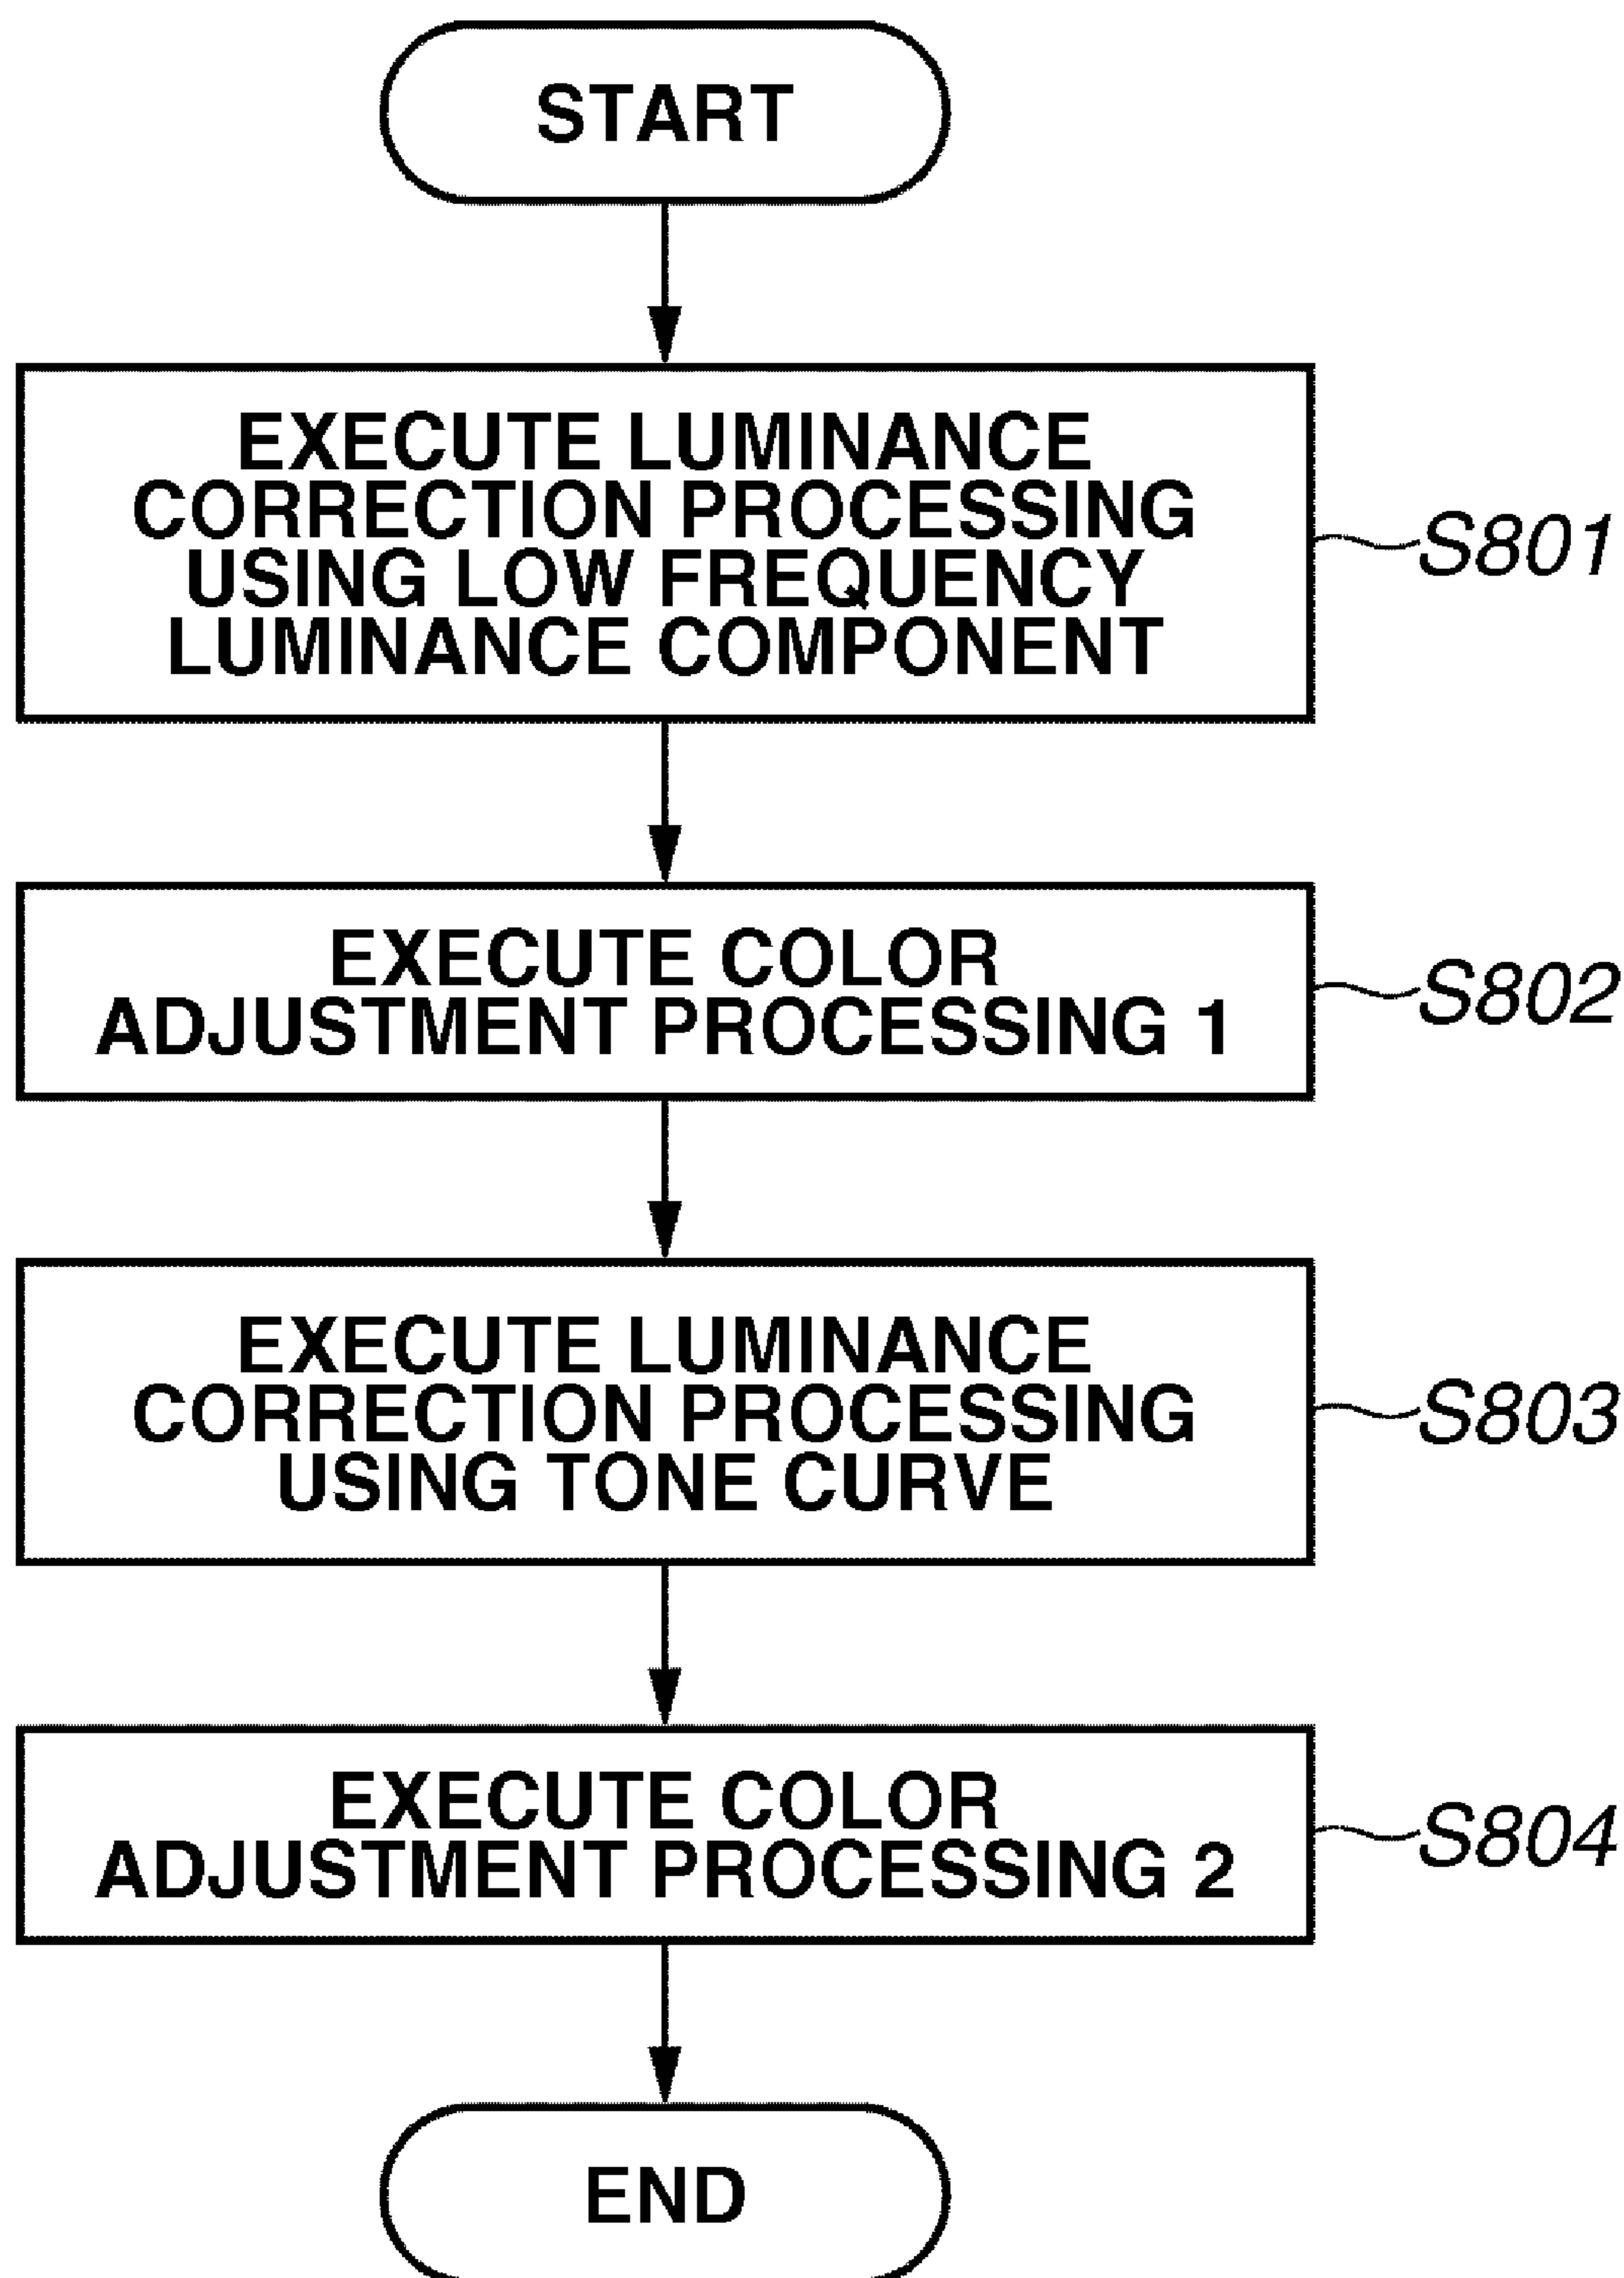 START
EXECUTE LUMINANCE
CORRECTION PROCESSING
USING LOW FREQUENCY
LUMINANCE COMPONENT
S801
EXECUTE COLOR
ADJUSTMENT PROCESSING 1
S802
EXECUTE LUMINANCE
CORRECTION PROCESSING
USING TONE CURVE
S803
EXECUTE COLOR
ADJUSTMENT PROCESSING 2
S804
END